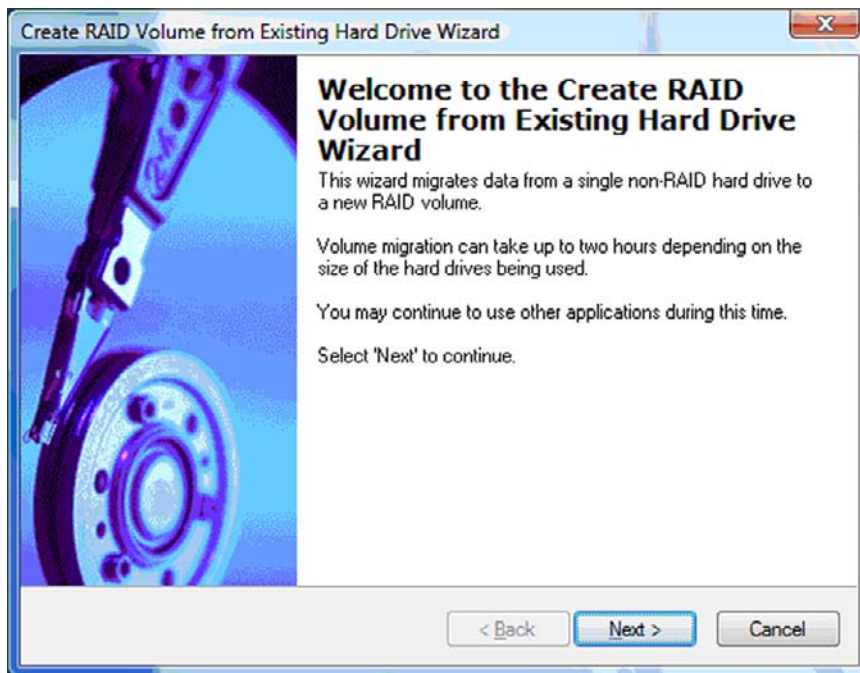 Create RAID Volume from Existing Hard Drive Wizard
Welcome to the Create RAID
Volume from Existing Hard Drive
Wizard
This wizard migrates data from a single non-RAID hard drive to
a new RAID volume.
Volume migration can take up to two hours depending on the
size of the hard drives being used.
You may continue to use other applications during this time.
Select 'Next' to continue.
< Back
Next >
Cancel